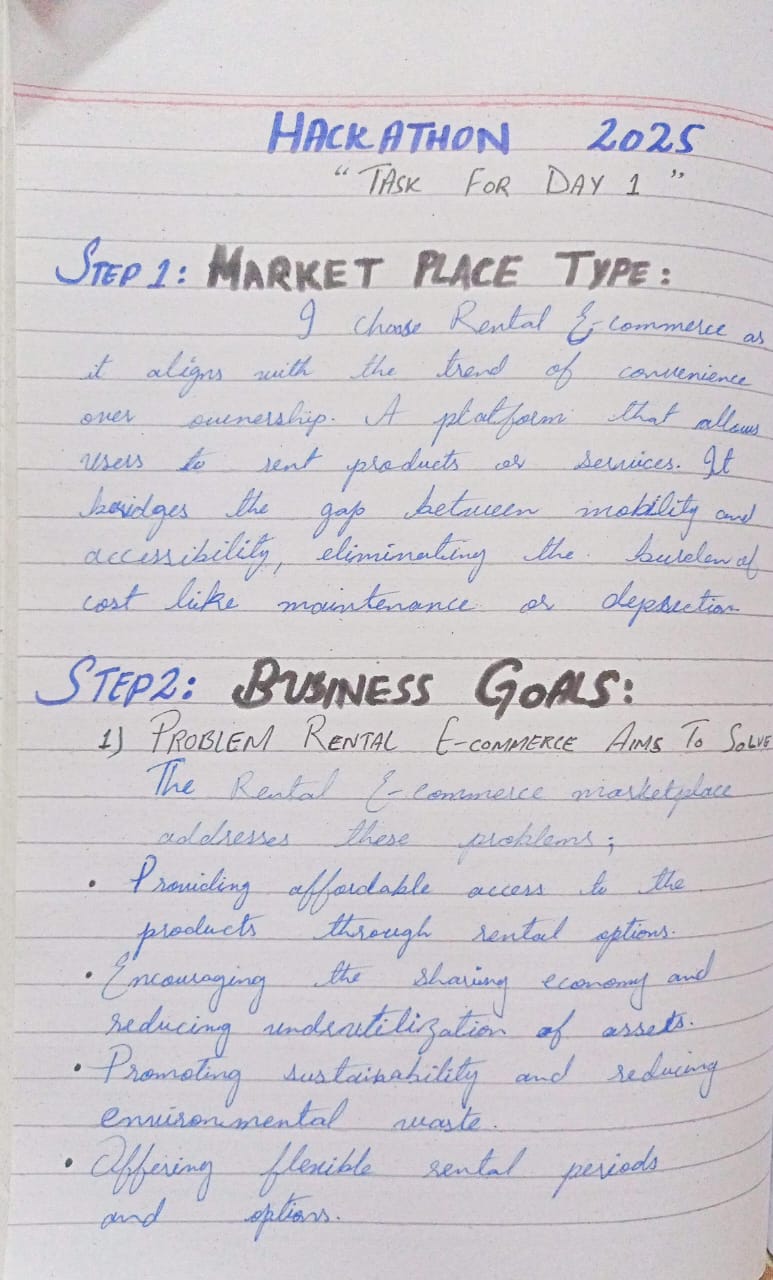 HACKATHON 2025
"TASK FOR DAY 1"
STEP 1: MARKET PLACE TYPE:
I choose Rental E-commerce as
it aligns with the trend of convenience
over ownership. A platform that allows
users to rent products or services. It
bridges the gap between mobility and
accessibility, eliminating the burden of
cost like maintenance or depriction
STEP2: BUSINESS GOALS:
1) PROBLEM RENTAL E-COMMERCE AIMS TO SOLVE
The Rental E-commerce marketplace
addresses these problems;
• Providing affordable access to the
products through rental options.
• Encouraging the sharing economy and
reducing underutilization of assets.
• Promoting sustainability and reducing
environmental waste.
• Offering flexible rental periods
and options.